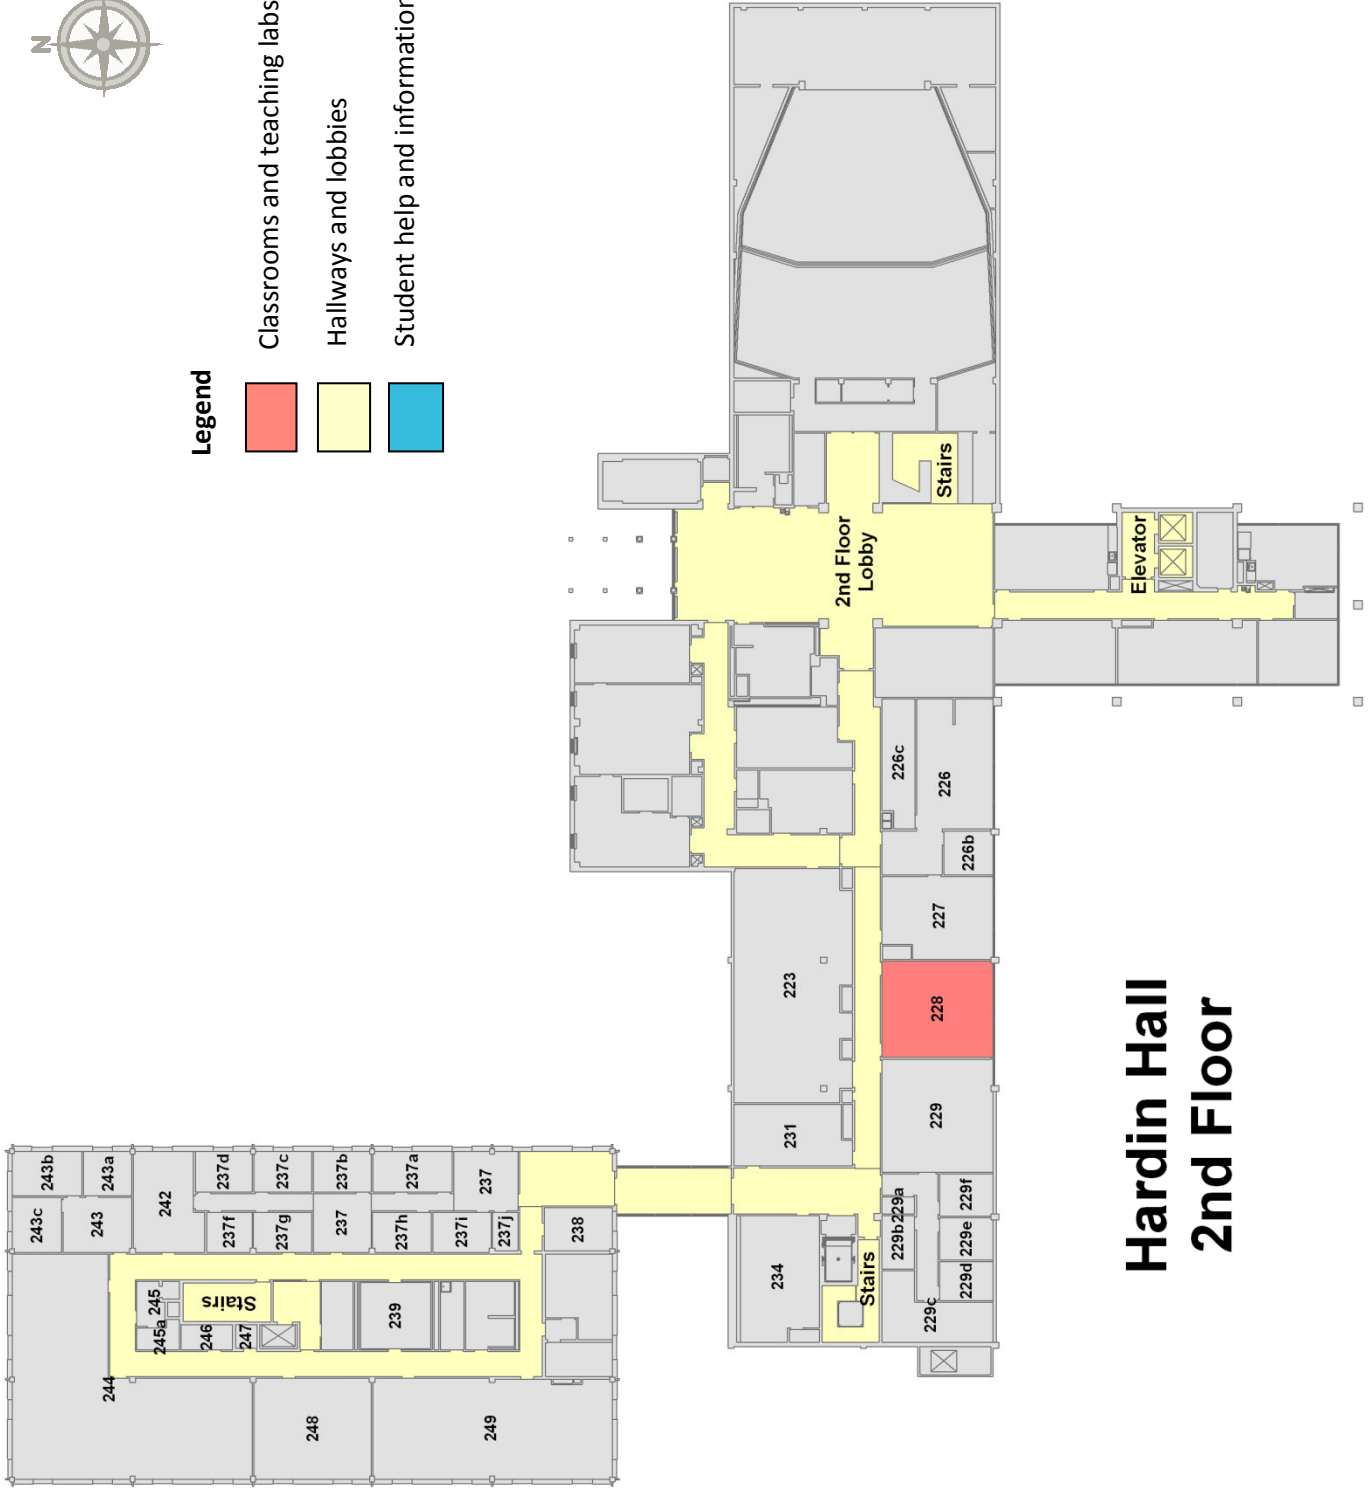 N
Legend
Classrooms and teaching labs
Hallways and lobbies
Student help and information
Hardin Hall
2nd Floor
2nd Floor
Lobby
Stairs
Elevator
226c
226
226b
227
228
223
229
231
229a
229b
229c
229d
229e
229f
234
Stairs
243b
243a
243c
243
242
237d
237c
237b
237a
237
237f
237g
237
237h
237i
237j
238
245
245a
Stairs
246
247
239
244
248
249